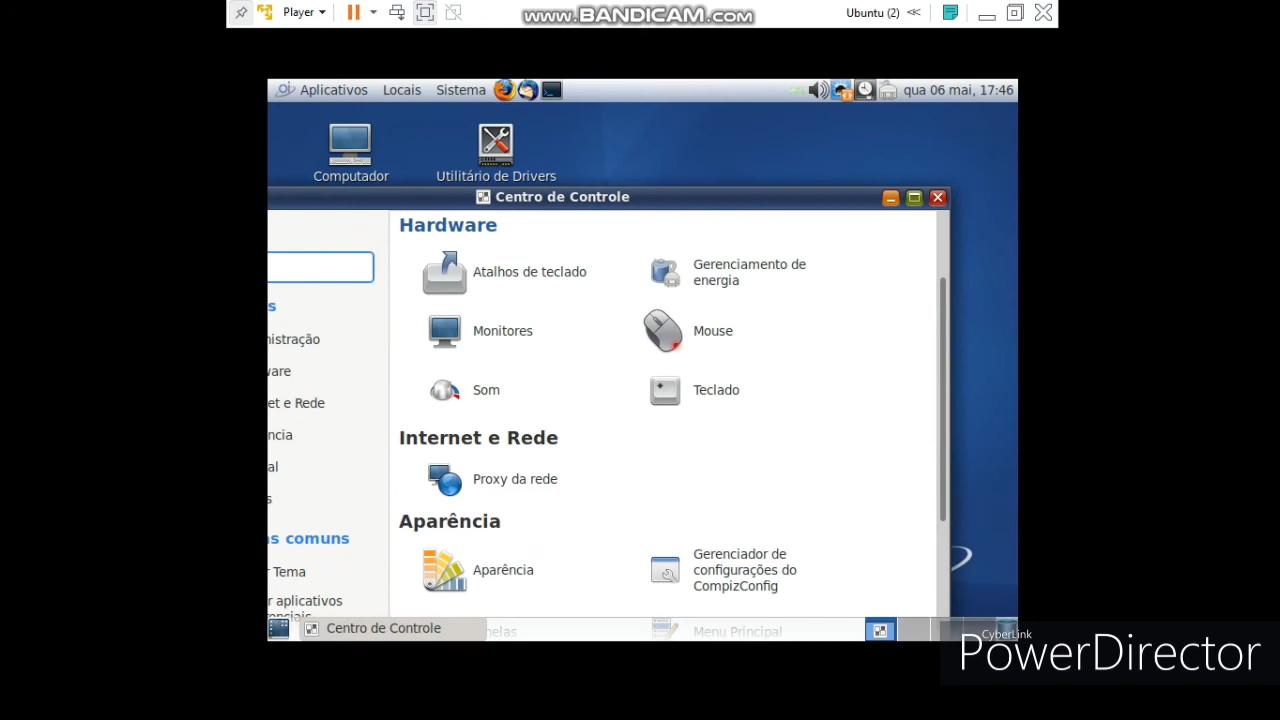 Player
www.BANDICAM.com
Ubuntu (2)
Aplicativos Locais Sistema
qua 06 mai, 17:46
Computador
Utilitário de Drivers
Centro de Controle
Hardware
Atalhos de teclado
Gerenciamento de
energia
Monitores
Mouse
Som
Teclado
Internet e Rede
Proxy da rede
Aparência
Aparência
Gerenciador de
configurações do
CompizConfig
nelas
Menu Principal
s
nistração
ware
et e Rede
ncia
al
s
s comuns
r Tema
r aplicativos
enciais
Centro de Controle
CyberLink
PowerDirector